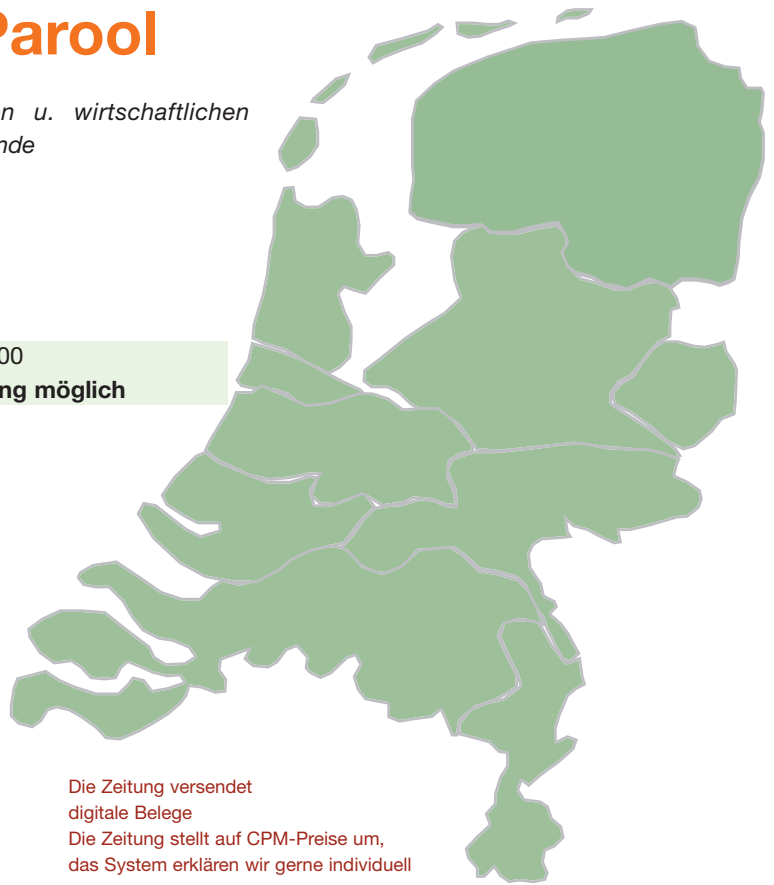 Parool
n u. wirtschaftlichen
nde
00
ng möglich
Die Zeitung versendet
digitale Belege
Die Zeitung stellt auf CPM-Preise um,
das System erklären wir gerne individuell